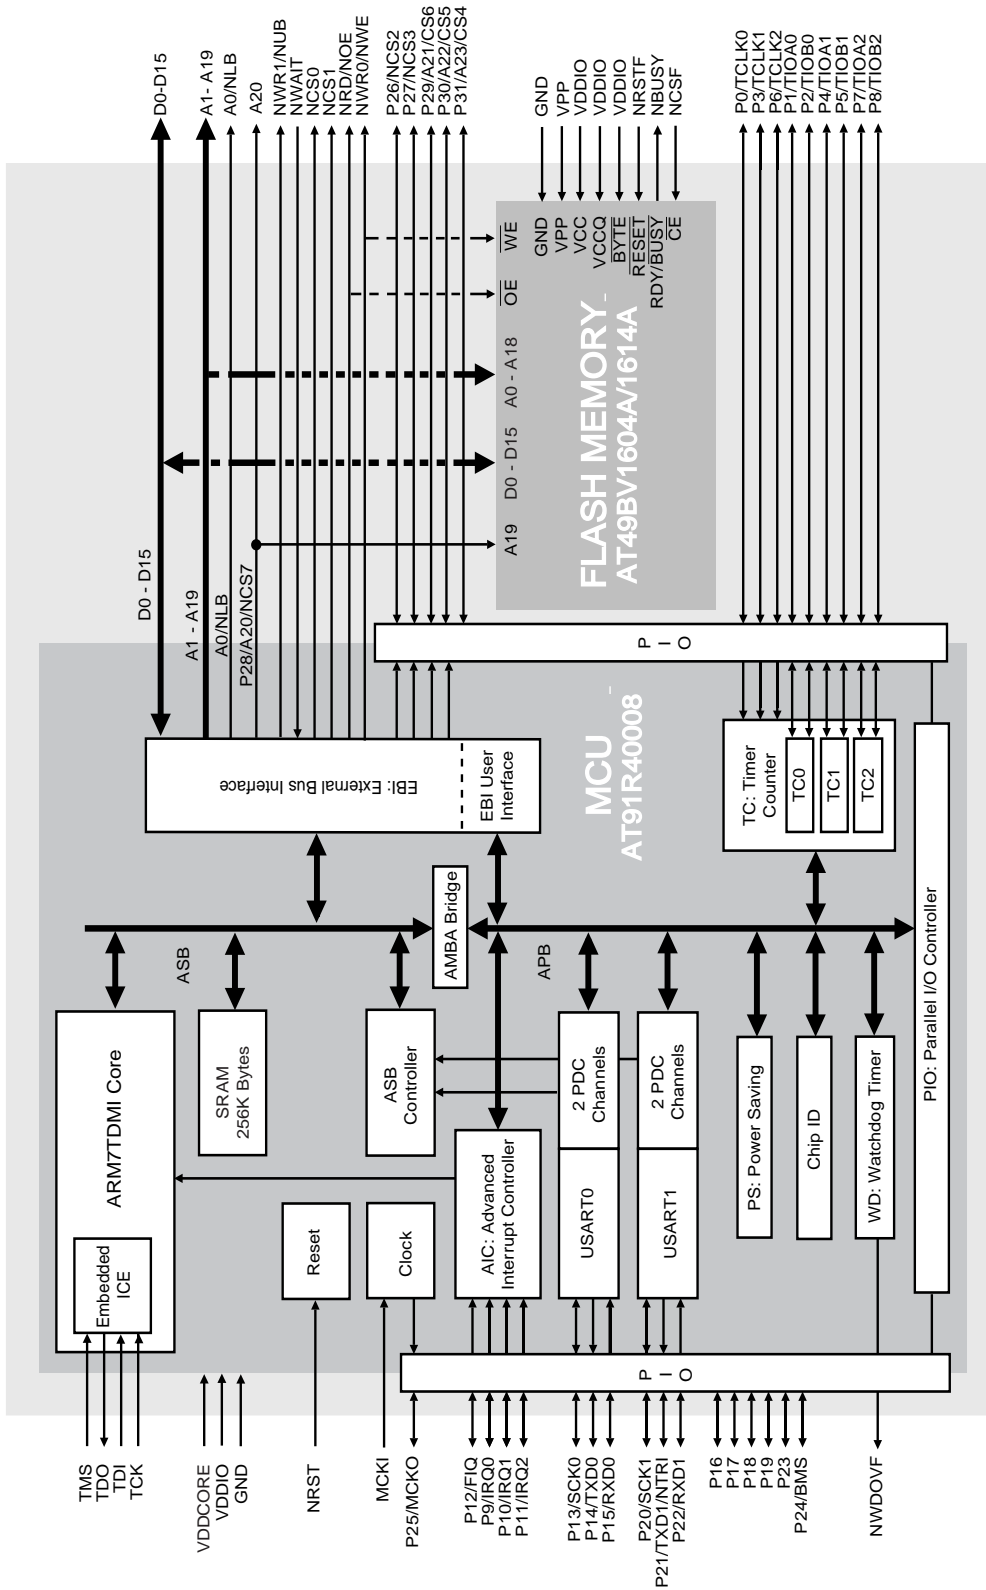 TMS
TDO
TDI
TCK
VDDCORE
VDDIO
GND
NRST
MCKI
P25/MCKO
P12/FIQ
P9/IRQ0
P10/IRQ1
P11/IRQ2
P13/SCK0
P14/TXD0
P15/RXD0
P20/SCK1
P21/TXD1/NTRI
P22/RXD1
P16
P17
P18
P19
P23
P24/BMS
NWDOVF
P
I
O
Embedded
ICE
ARM7TDMI Core
Reset
Clock
AIC: Advanced
Interrupt Controller
USART0
USART1
SRAM
256K Bytes
ASB
Controller
2 PDC
Channels
2 PDC
Channels
PS: Power Saving
Chip ID
WD: Watchdog Timer
PIO: Parallel I/O Controller
ASB
AMBA Bridge
APB
EBI: External Bus Interface
EBI User
Interface
MCU
AT91R40008
TC: Timer
Counter
TC0
TC1
TC2
P
I
O
D0 - D15
A1 - A19
A0/NLB
P28/A20/NCS7
A19
D0 - D15
A0 - A18
OE
WE
FLASH MEMORY
AT49BV1604A/1614A
GND
VPP
VCC
VCCQ
BYTE
RESET
RDY/BUSY
CE
D0-D15
A1- A19
A0/NLB
A20
NWR1/NUB
NWAIT
NCS0
NCS1
NRD/NOE
NWR0/NWE
P26/NCS2
P27/NCS3
P29/A21/CS6
P30/A22/CS5
P31/A23/CS4
GND
VPP
VDDIO
VDDIO
VDDIO
NRSTF
NBUSY
NCSF
P0/TCLK0
P3/TCLK1
P6/TCLK2
P1/TIOA0
P2/TIOB0
P4/TIOA1
P5/TIOB1
P7/TIOA2
P8/TIOB2